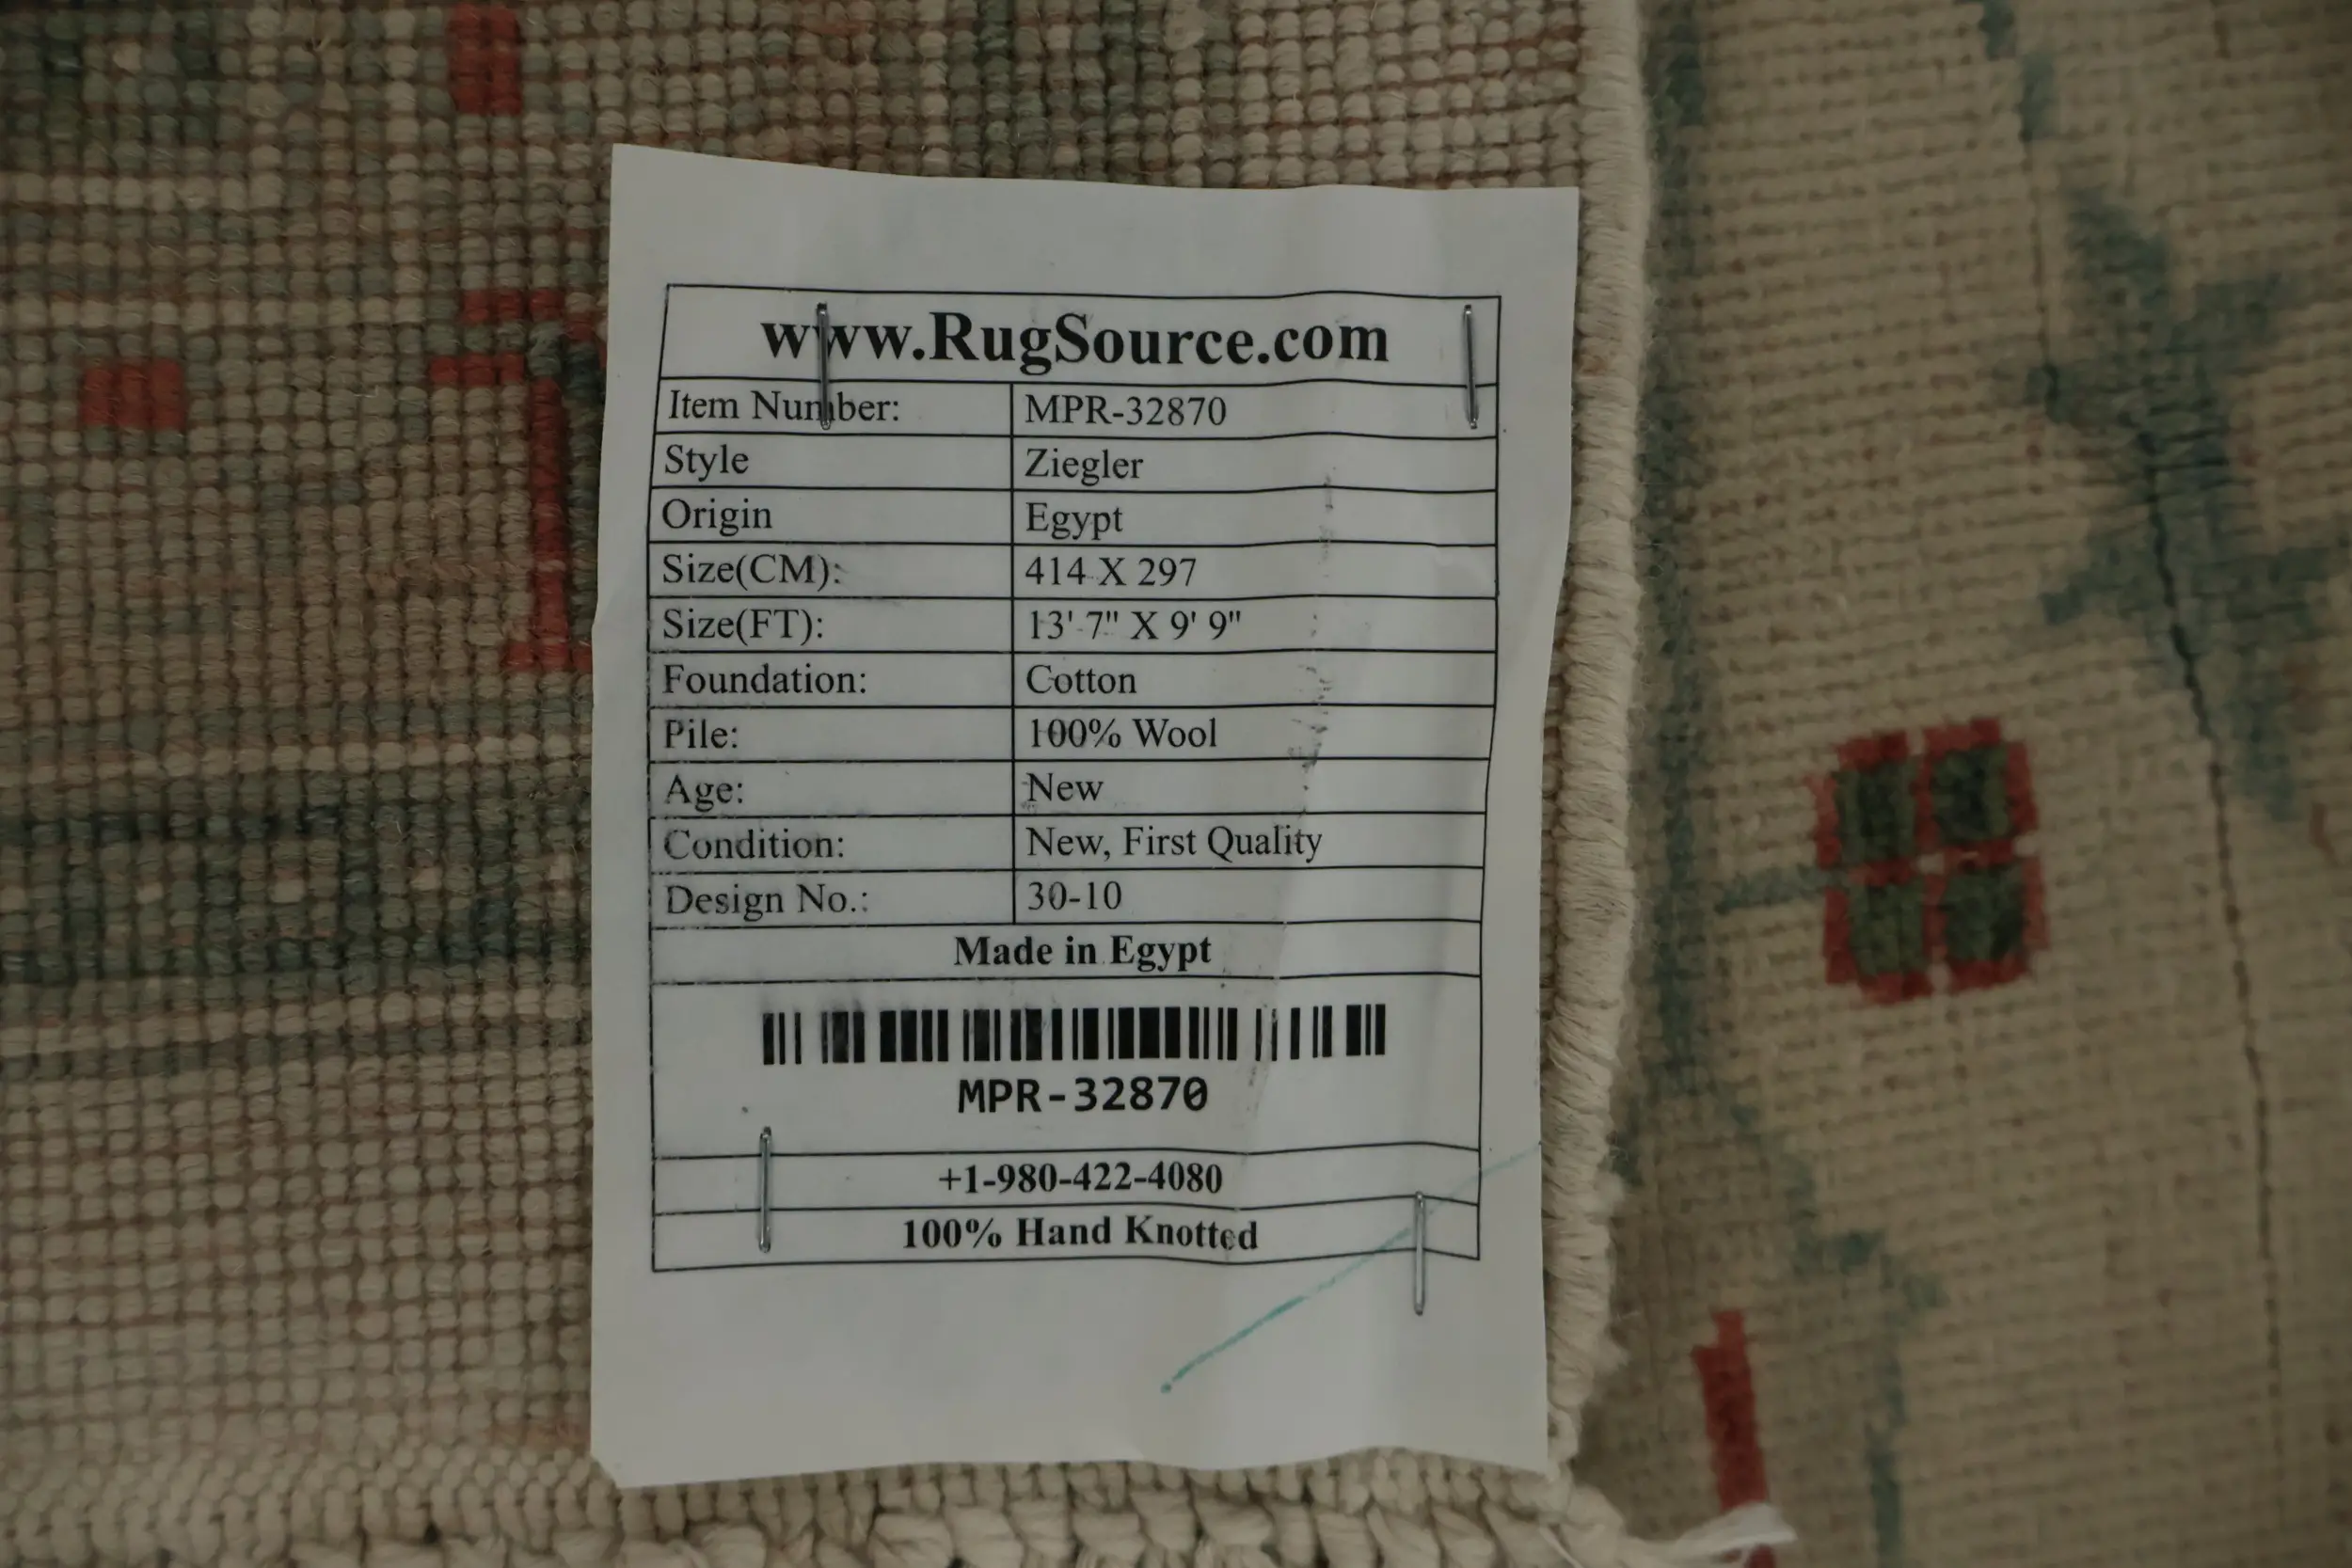 www.RugSource.com
Item Number: MPR-32870
Style Ziegler
Origin Egypt
Size(CM): 414 X 297
Size(FT): 13' 7" X 9' 9"
Foundation: Cotton
Pile: 100% Wool
Age: New
Condition: New, First Quality
Design No.: 30-10
Made in Egypt
MPR-32870
+1-980-422-4080
100% Hand Knotted